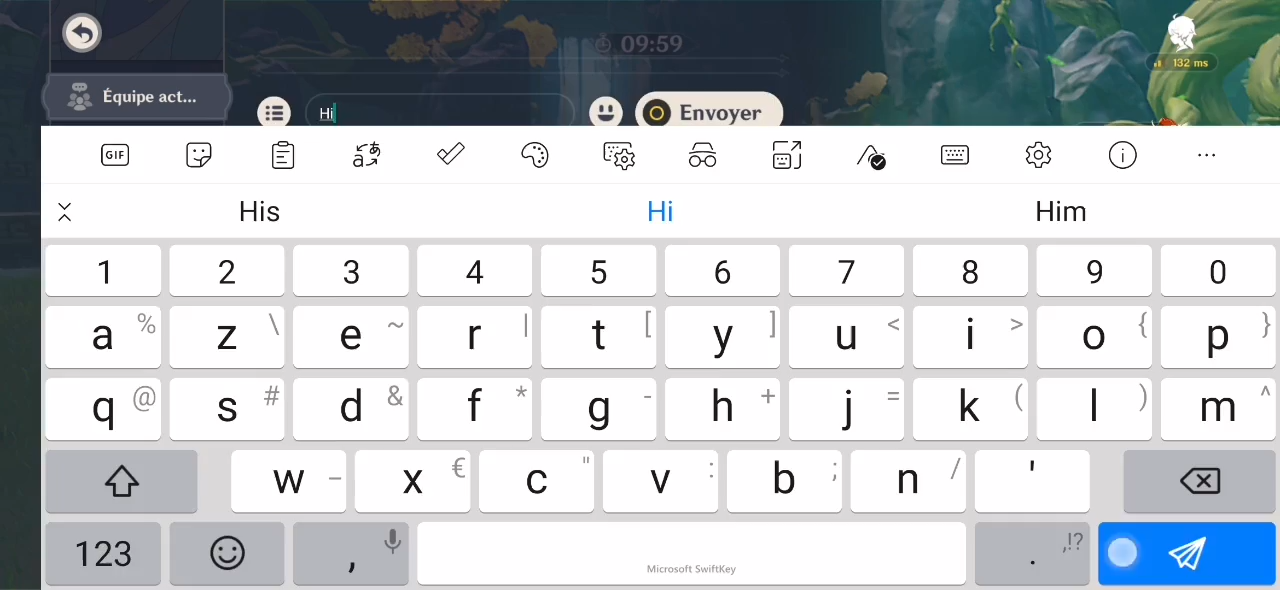 09:59
132 ms
Équipe act...
Hi
Envoyer
GIF
His Hi Him
1 2 3 4 5 6 7 8 9 0
a % z \ e ~ r | t [ y ] u < i > o { p }
q @ s # d & f * g - h + j = k ( l ) m ^
w _ x € c " v : b ; n / '
123 , . ,!?
Microsoft SwiftKey